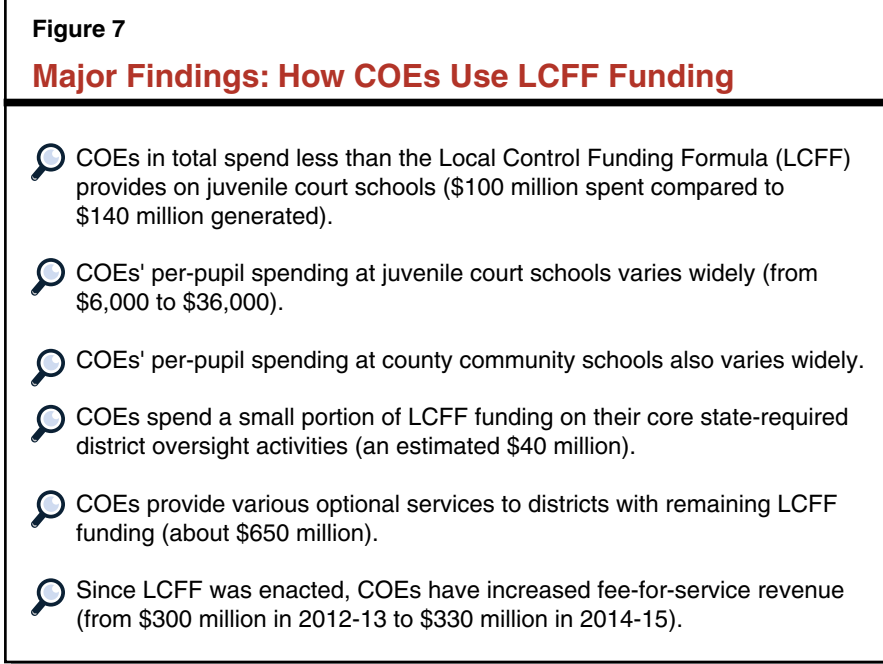 Figure 7
Major Findings: How COEs Use LCFF Funding
COEs in total spend less than the Local Control Funding Formula (LCFF)
provides on juvenile court schools ($100 million spent compared to
$140 million generated).
COEs' per-pupil spending at juvenile court schools varies widely (from
$6,000 to $36,000).
COEs' per-pupil spending at county community schools also varies widely.
COEs spend a small portion of LCFF funding on their core state-required
district oversight activities (an estimated $40 million).
COEs provide various optional services to districts with remaining LCFF
funding (about $650 million).
Since LCFF was enacted, COEs have increased fee-for-service revenue
(from $300 million in 2012-13 to $330 million in 2014-15).